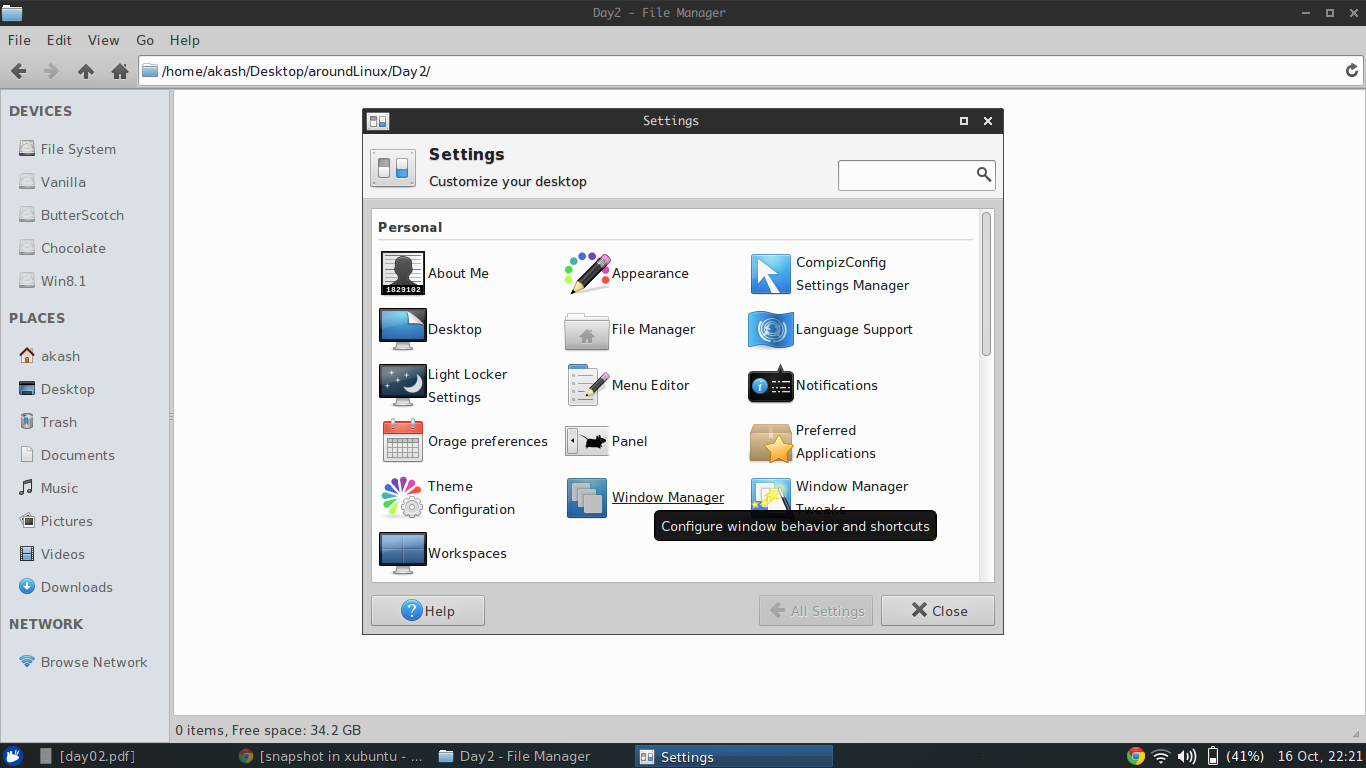 Day2 - File Manager
File Edit View Go Help
/home/akash/Desktop/aroundLinux/Day2/
DEVICES
File System
Vanilla
ButterScotch
Chocolate
Win8.1
PLACES
akash
Desktop
Trash
Documents
Music
Pictures
Videos
Downloads
NETWORK
Browse Network
Settings
Settings
Customize your desktop
Personal
1829102
About Me
Appearance
CompizConfig
Settings Manager
Desktop
File Manager
Language Support
Light Locker
Settings
Menu Editor
Notifications
Orage preferences
Panel
Preferred
Applications
Theme
Configuration
Window Manager
Window Manager
Tweaks
Configure window behavior and shortcuts
Workspaces
Help
All Settings
Close
0 items, Free space: 34.2 GB
[day02.pdf]
[snapshot in xubuntu - ...
Day2 - File Manager
Settings
(41%)
16 Oct, 22:21